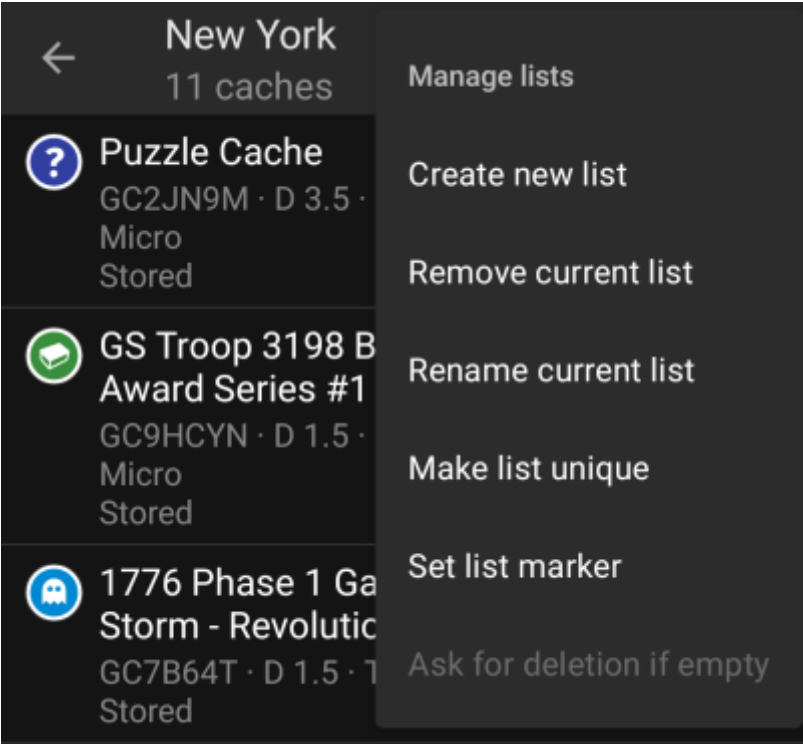 New York
11 caches
Puzzle Cache
GC2JN9M · D 3.5 ·
Micro
Stored
GS Troop 3198 B
Award Series #1
GC9HCYN · D 1.5 ·
Micro
Stored
1776 Phase 1 Ga
Storm - Revolutic
GC7B64T · D 1.5 · T
Stored
Manage lists
Create new list
Remove current list
Rename current list
Make list unique
Set list marker
Ask for deletion if empty